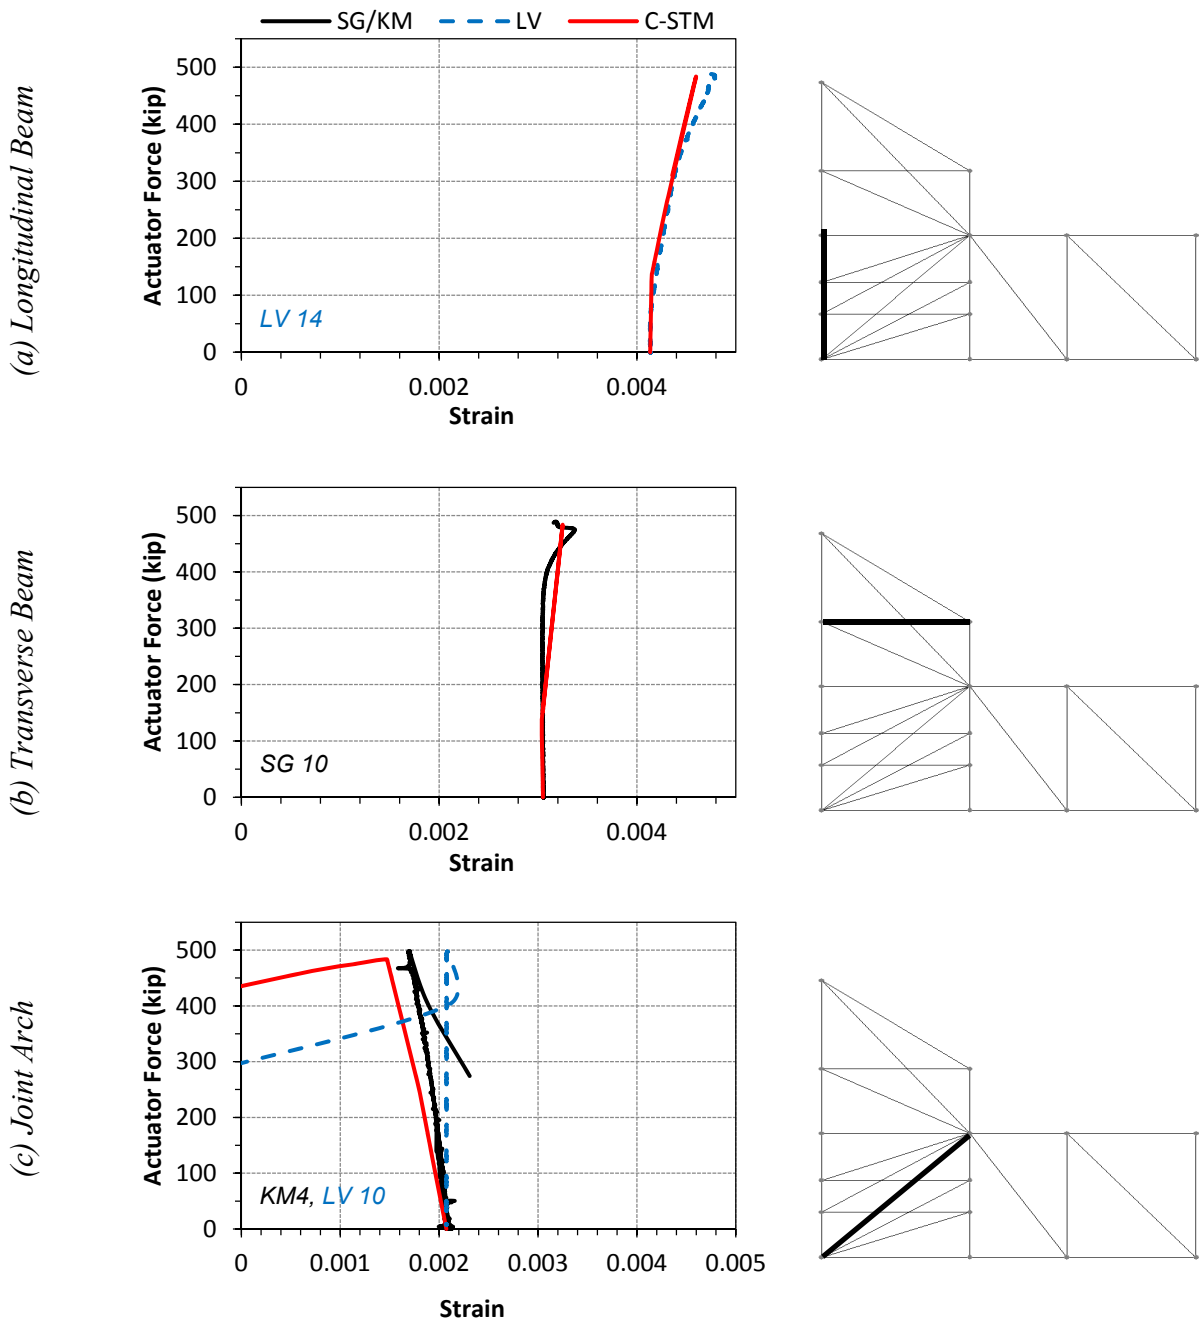 SG/KM LV C-STM
(a) Longitudinal Beam
Actuator Force (kip)
500
400
300
200
100
0
LV 14
0 0.002 0.004
Strain
(b) Transverse Beam
Actuator Force (kip)
500
400
300
200
100
0
SG 10
0 0.002 0.004
Strain
(c) Joint Arch
Actuator Force (kip)
500
400
300
200
100
0
KM4, LV 10
0 0.001 0.002 0.003 0.004 0.005
Strain